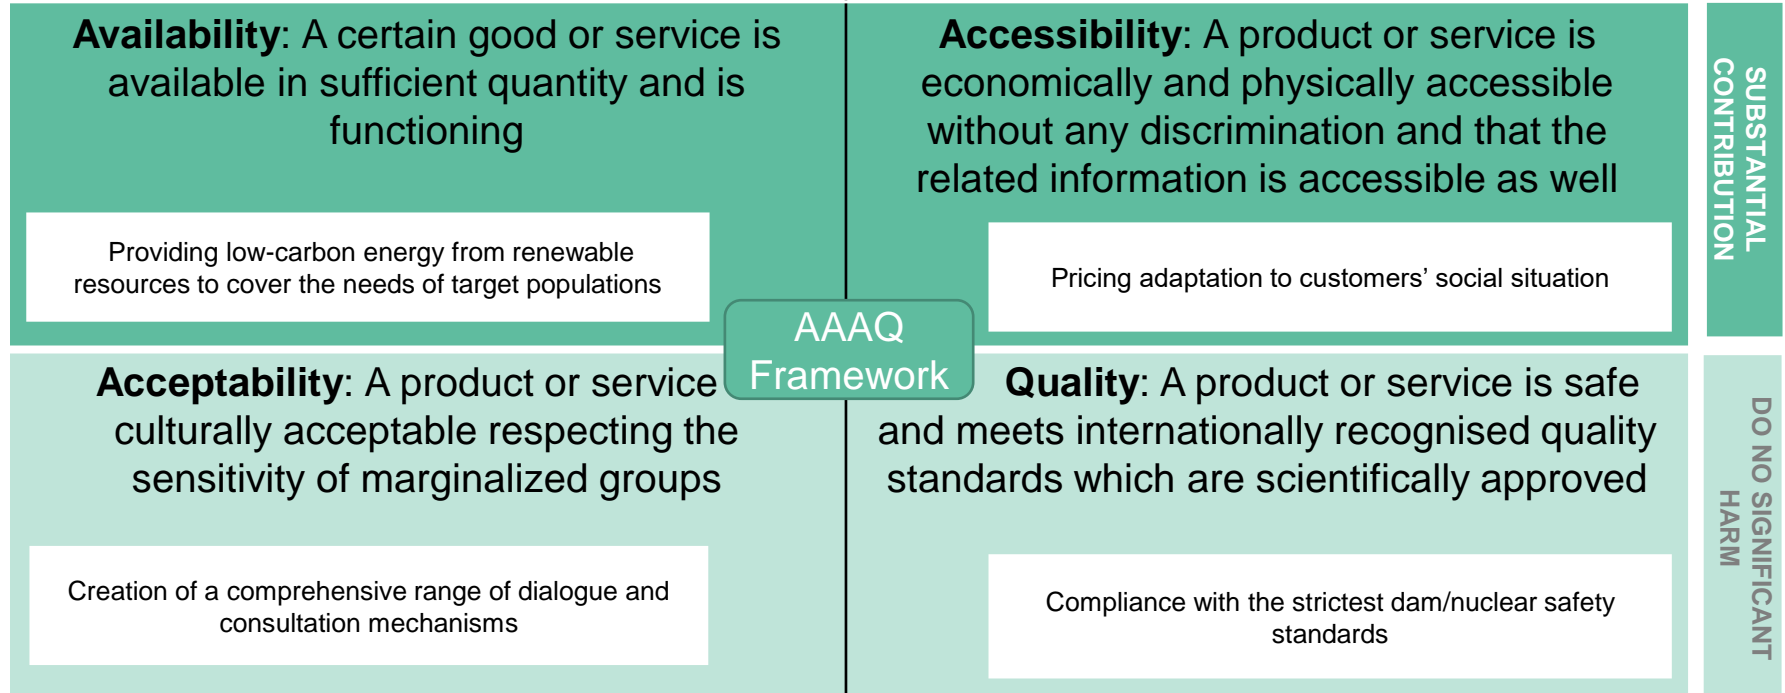 Availability: A certain good or service is
available in sufficient quantity and is
functioning
Providing low-carbon energy from renewable
resources to cover the needs of target populations
Accessibility: A product or service is
economically and physically accessible
without any discrimination and that the
related information is accessible as well
Pricing adaptation to customers’ social situation
SUBSTANTIAL
CONTRIBUTION
AAAQ
Framework
Acceptability: A product or service
culturally acceptable respecting the
sensitivity of marginalized groups
Creation of a comprehensive range of dialogue and
consultation mechanisms
Quality: A product or service is safe
and meets internationally recognised quality
standards which are scientifically approved
Compliance with the strictest dam/nuclear safety
standards
DO NO SIGNIFICANT
HARM